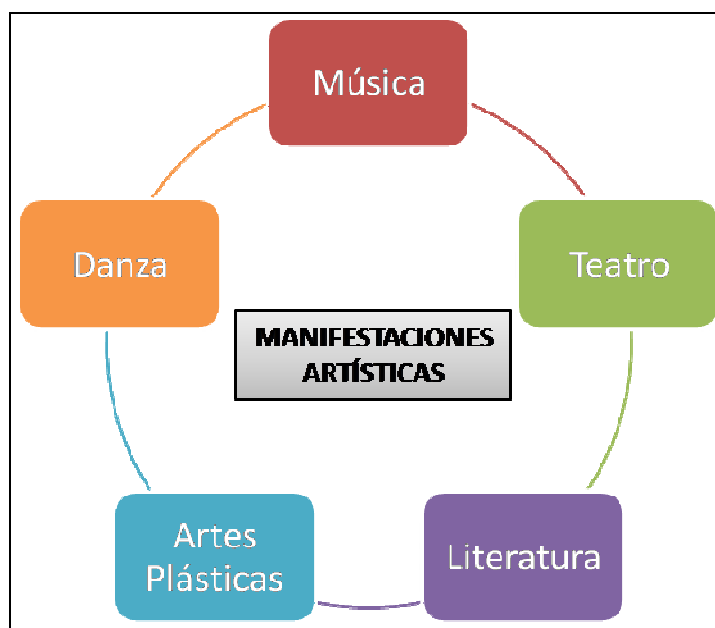 Música
Teatro
Danza
MANIFESTACIONES
ARTÍSTICAS
Artes
Plásticas
Literatura